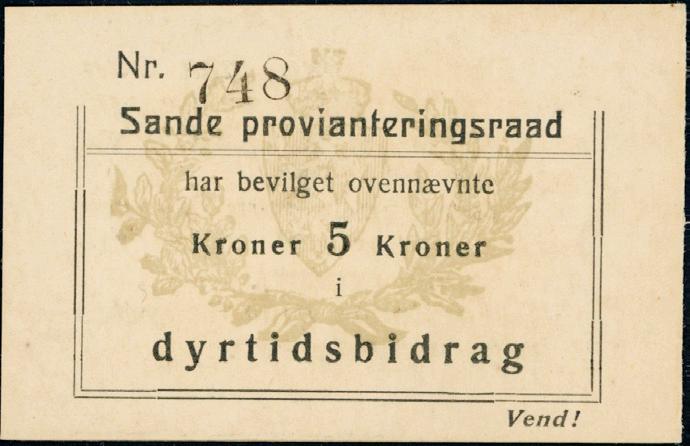 Nr. 748
Sande provianteringsraad
har bevilget ovennævnte
Kroner 5 Kroner
i
dyrtidsbidrag
Vend!